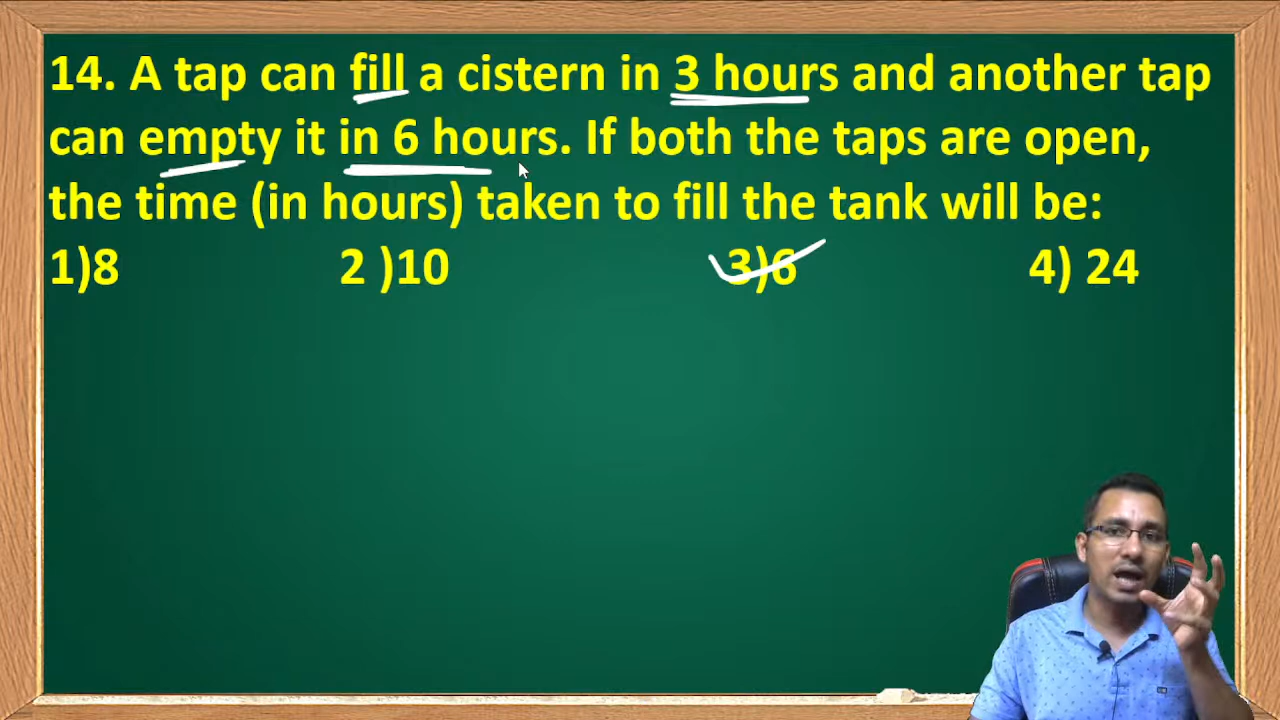 14. A tap can fill a cistern in 3 hours and another tap
can empty it in 6 hours. If both the taps are open,
the time (in hours) taken to fill the tank will be:
1)8 2 )10 3)6 4) 24